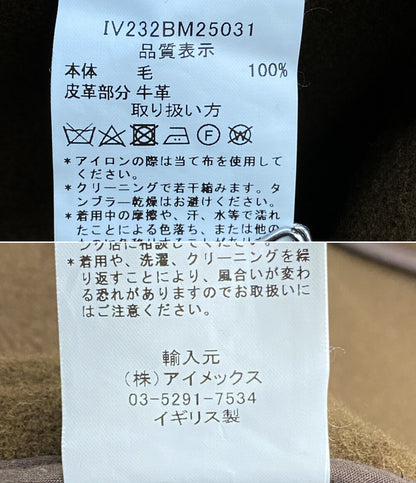 IV232BM25031
品質表示
本体 毛 100%
皮革部分 牛革
取り扱い方
*アイロンの際は当て布を使用して
ください。
*クリーニングで若干縮みます。タ
ンブラー乾燥はお避けください。
*着用中の摩擦や、汗、水等で濡れ
たことによる色落ち、または他の
*着用や、洗濯、クリーニングを繰
り返すことにより、風合いが変わ
る恐れがありますのでお取扱いに
はご注意ください。
輸入元
(株)アイメックス
03-5291-7534
イギリス製